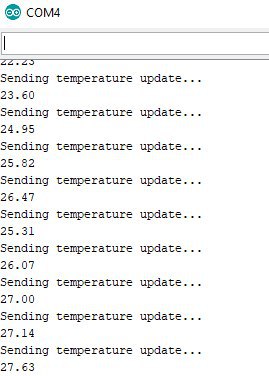 COM4
22.23
Sending temperature update...
23.60
Sending temperature update...
24.95
Sending temperature update...
25.82
Sending temperature update...
26.47
Sending temperature update...
25.31
Sending temperature update...
26.07
Sending temperature update...
27.00
Sending temperature update...
27.14
Sending temperature update...
27.63